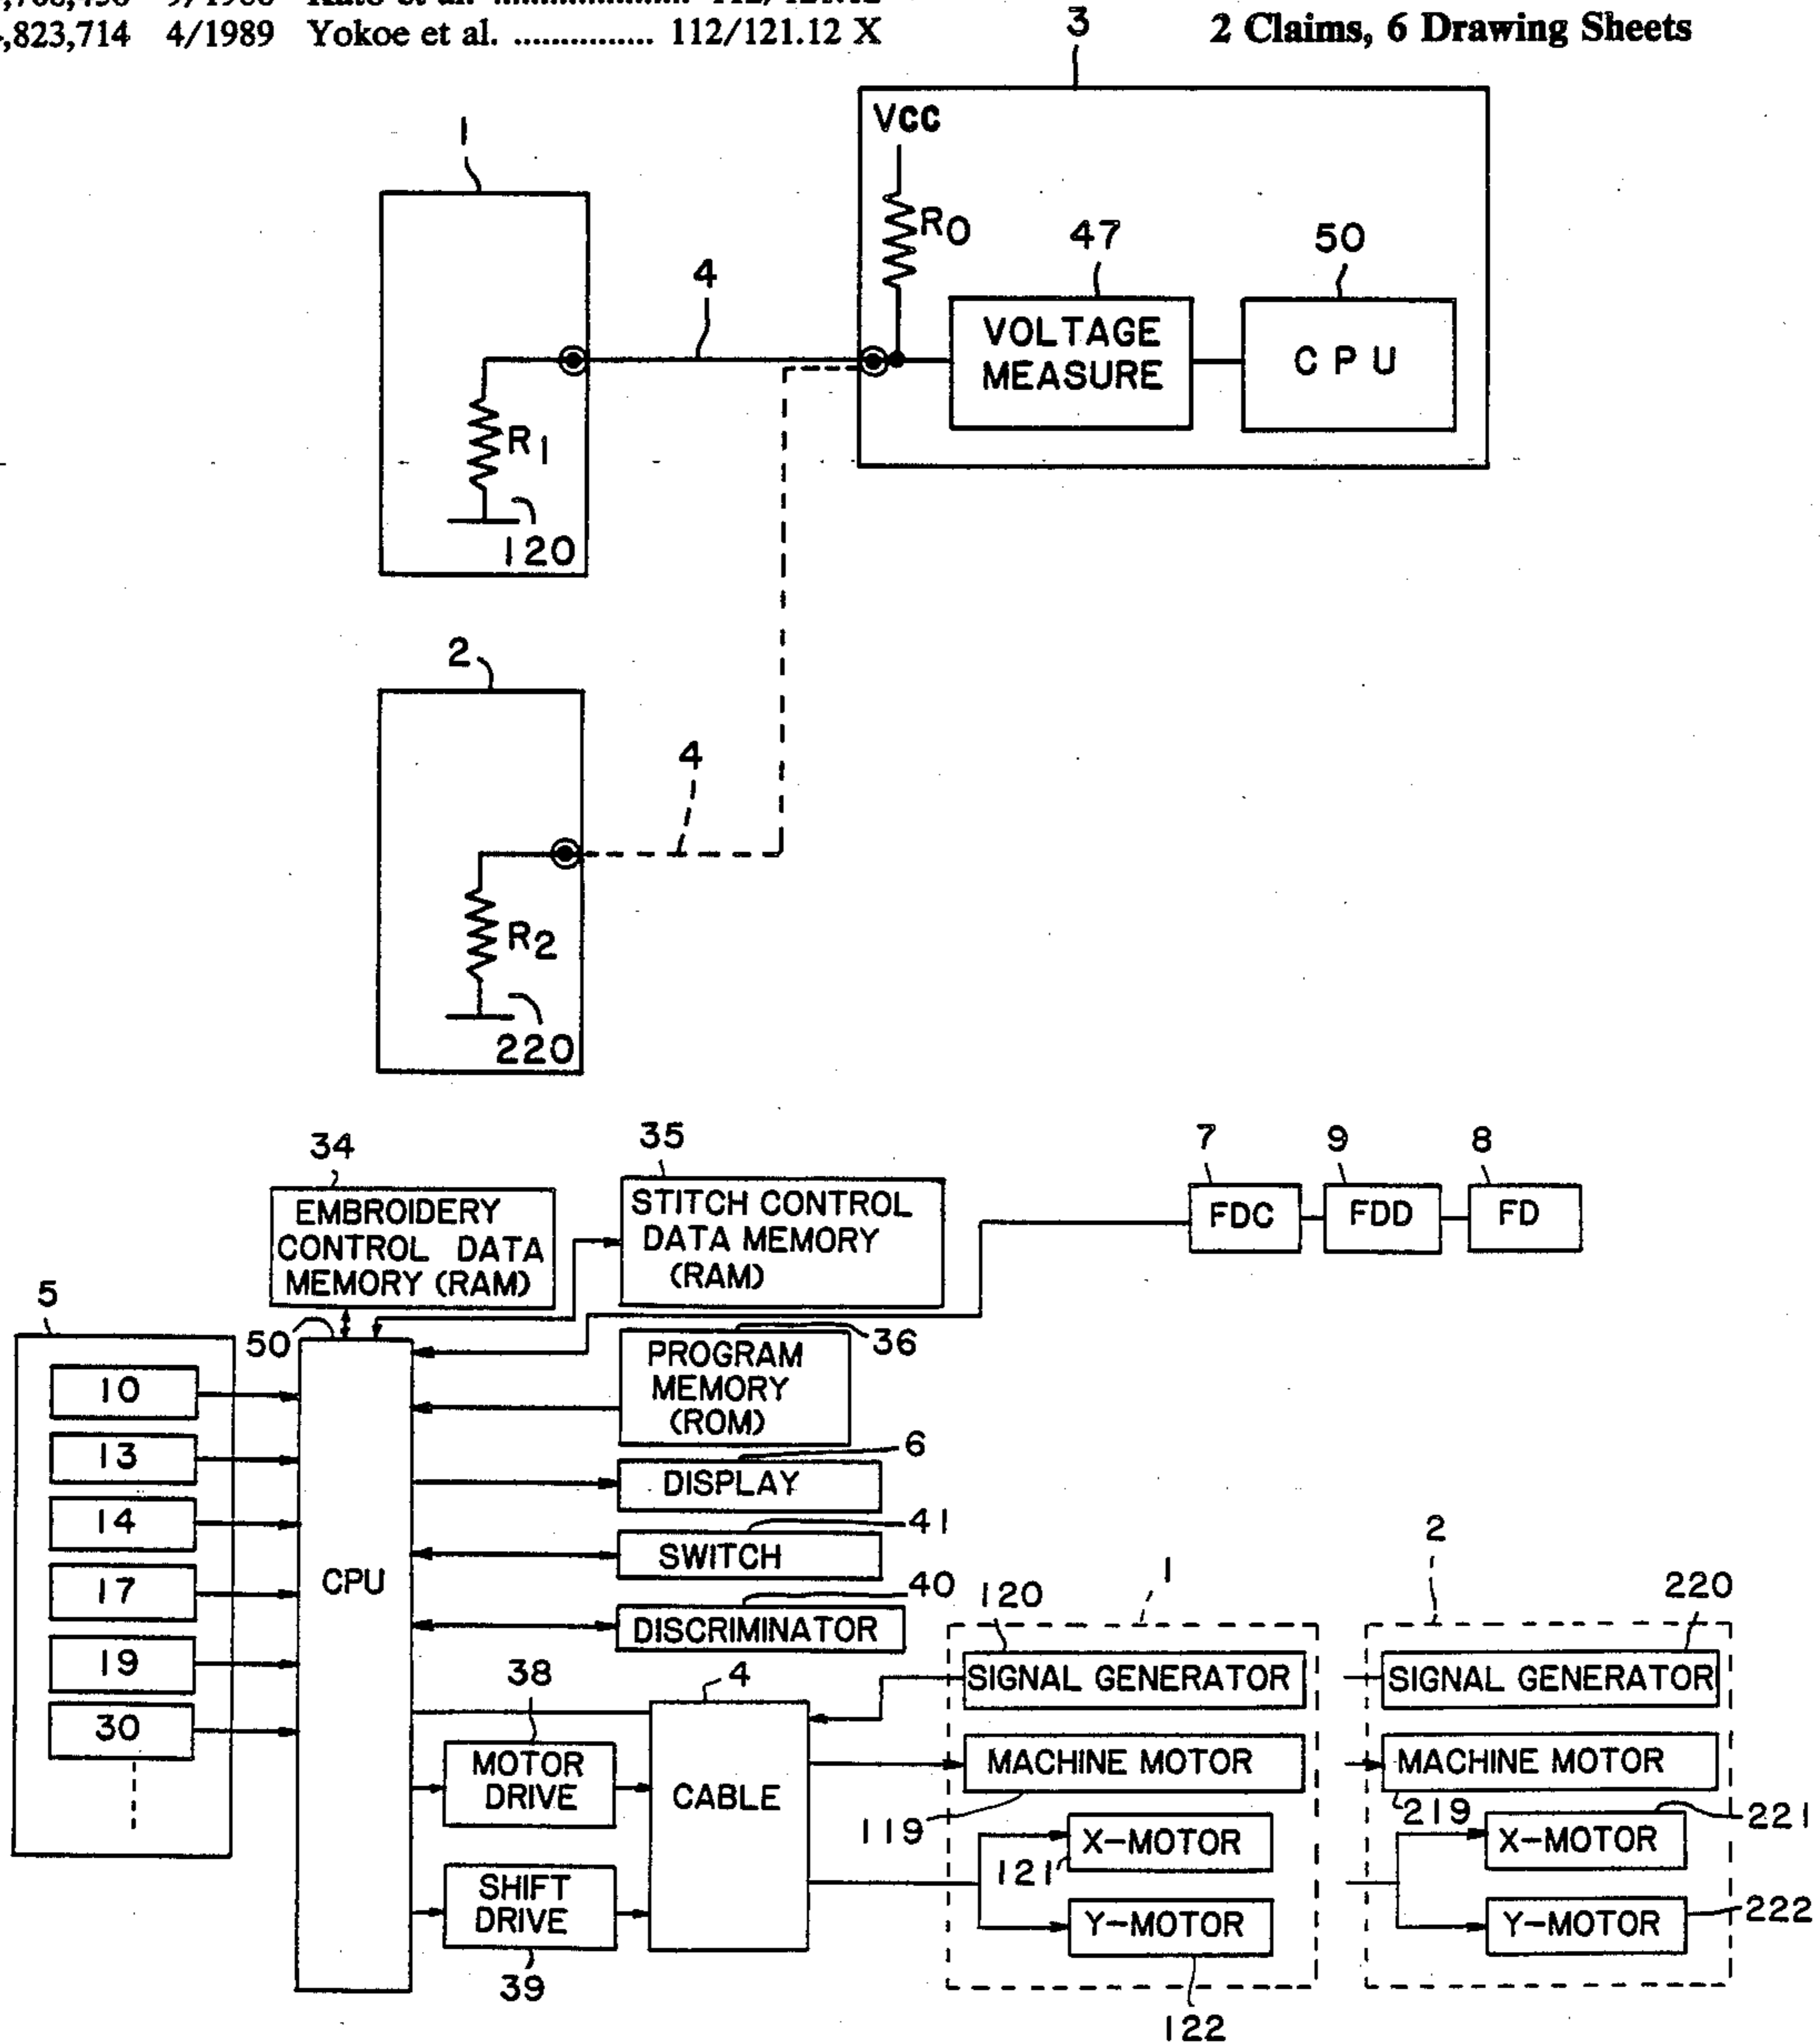 ,823,714 4/1989 Yokoe et al. ............... 112/121.12 X
2 Claims, 6 Drawing Sheets
3
VCC
1
R0
47
50
4
VOLTAGE
MEASURE
CPU
R1
120
2
4
R2
220
34
35
7
9
8
EMBROIDERY
CONTROL DATA
MEMORY (RAM)
STITCH CONTROL
DATA MEMORY
(RAM)
FDC
FDD
FD
5
50
36
10
PROGRAM
MEMORY
(ROM)
13
6
DISPLAY
14
41
SWITCH
2
17
CPU
40
1
120
220
DISCRIMINATOR
19
38
4
SIGNAL GENERATOR
SIGNAL GENERATOR
30
MOTOR
DRIVE
CABLE
MACHINE MOTOR
MACHINE MOTOR
119
219
221
X-MOTOR
X-MOTOR
121
SHIFT
DRIVE
Y-MOTOR
Y-MOTOR
222
39
122